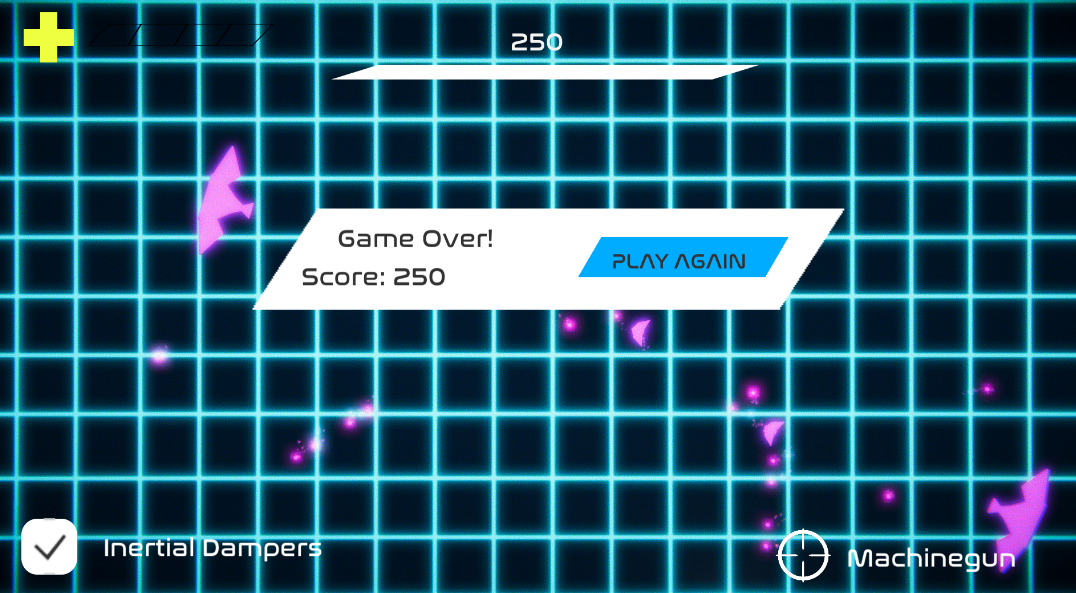 250
Game Over!
Score: 250
PLAY AGAIN
Inertial Dampers
Machinegun